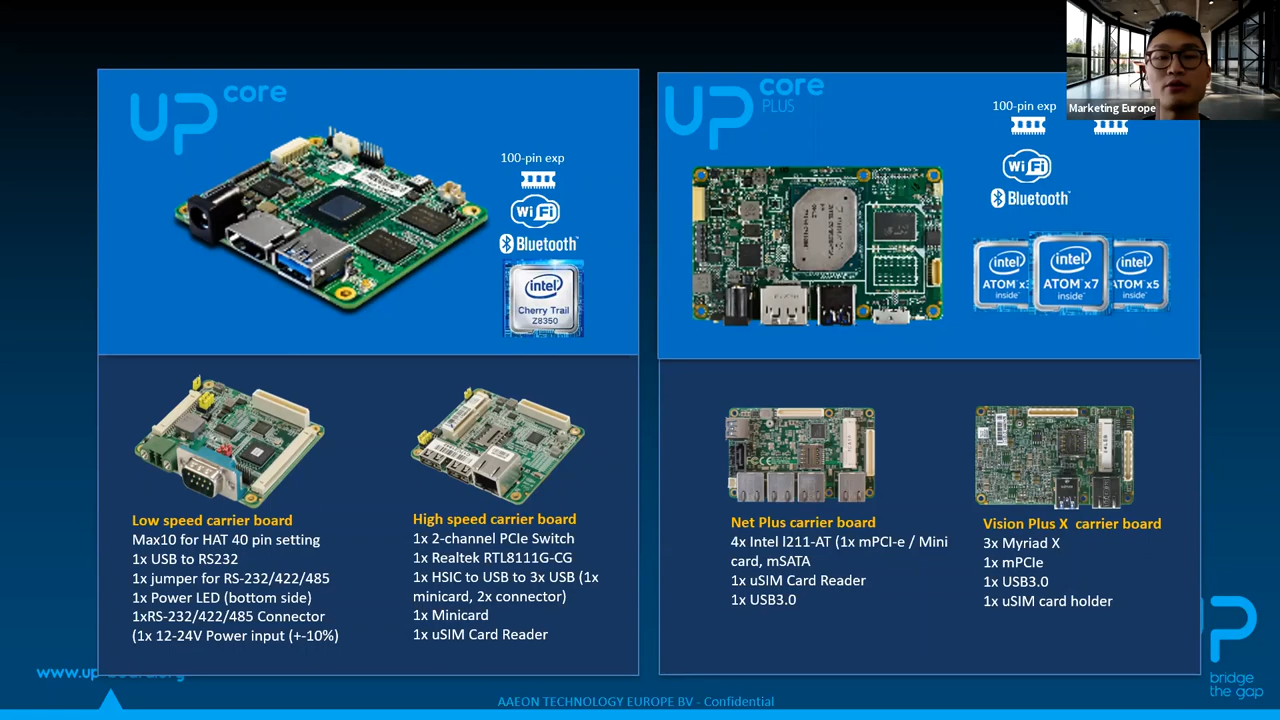 UP core
100-pin exp
WiFi
Bluetooth
intel
Cherry Trail
Z8350
UP core
PLUS
100-pin exp
WiFi
Bluetooth
intel
ATOM x7
inside
intel
inside
intel
ATOM x5
inside
Marketing Europe
Low speed carrier board
Max10 for HAT 40 pin setting
1x USB to RS232
1x jumper for RS-232/422/485
1x Power LED (bottom side)
1xRS-232/422/485 Connector
(1x 12-24V Power input (+-10%)
High speed carrier board
1x 2-channel PCIe Switch
1x Realtek RTL8111G-CG
1x HSIC to USB to 3x USB (1x
minicard, 2x connector)
1x Minicard
1x uSIM Card Reader
Net Plus carrier board
4x Intel l211-AT (1x mPCI-e / Mini
card, mSATA
1x uSIM Card Reader
1x USB3.0
Vision Plus X carrier board
3x Myriad X
1x mPCIe
1x USB3.0
1x uSIM card holder
UP
bridge
the gap
AAEON TECHNOLOGY EUROPE BV - Confidential